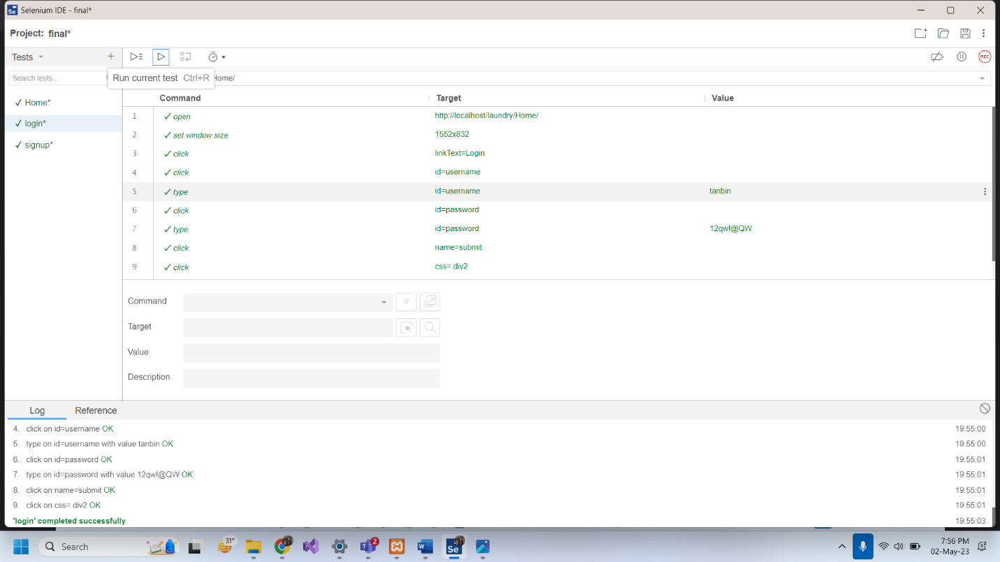 Selenium IDE - final*
Project: final*
Tests
Search tests...
Run current test Ctrl+R
Home/
Command Target Value
Home*
login*
signup*
1 open http://localhost/laundry/Home/
2 set window size 1552x832
3 click linkText=Login
4 click id=username
5 type id=username tanbin
6 click id=password
7 type id=password 12qw!@QW
8 click name=submit
9 click css=.div2
REC
Command //
Target
Value
Description
Log Reference
4. click on id=username OK 19:55:00
5. type on id=username with value tanbin OK 19:55:00
6. click on id=password OK 19:55:01
7. type on id=password with value 12qw!@QW OK 19:55:01
8. click on name=submit OK 19:55:01
9. click on css=.div2 OK 19:55:01
'login' completed successfully 19:55:03
Search
31°
2
Se
7:56 PM
02-May-23